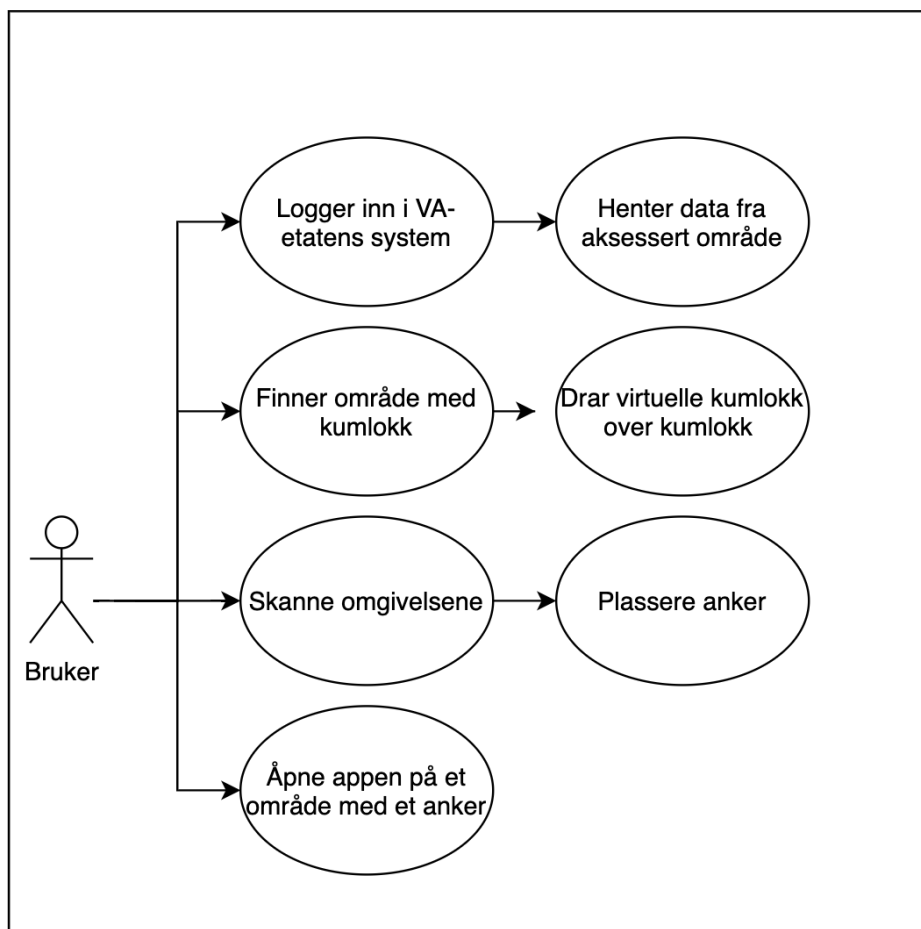 Logger inn i VA-
etatens system
Henter data fra
aksessert område
Finner område med
kumlokk
Drar virtuelle kumlokk
over kumlokk
Skanne omgivelsene
Plassere anker
Bruker
Åpne appen på et
område med et anker